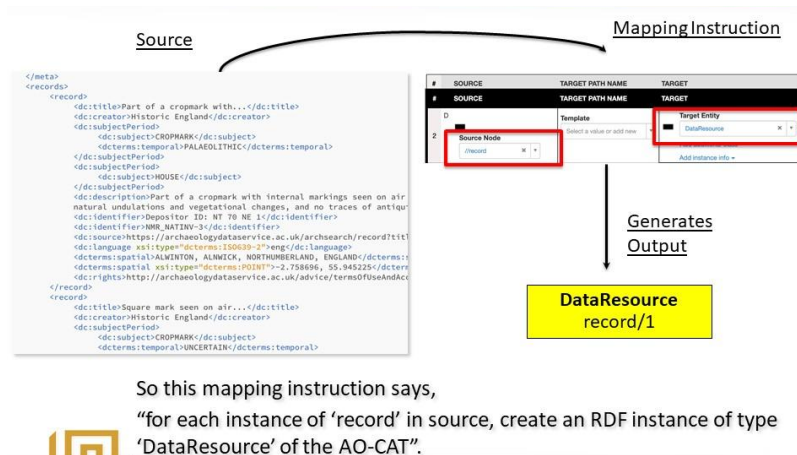 Source
Mapping Instruction
</meta>
<records>
<record>
<dc:title>Part of a cropmark with...</dc:title>
<dc:creator>Historic England</dc:creator>
<dc:subjectPeriod>
<dc:subject>CROPMARK</dc:subject>
<dcterms:temporal>PALAEOLITHIC</dcterms:temporal>
</dc:subjectPeriod>
<dc:subjectPeriod>
<dc:subject>HOUSE</dc:subject>
</dc:subjectPeriod>
<dc:description>Part of a cropmark with internal markings seen on air
natural undulations and vegetational changes, and no traces of antiqu
<dc:identifier>Depositor ID: NT 70 NE 1</dc:identifier>
<dc:identifier>NMR_NATINV-3</dc:identifier>
<dc:source>https://archaeologydataservice.ac.uk/archsearch/record?titl
<dc:language xsi:type="dcterms:ISO639-2">eng</dc:language>
<dcterms:spatial>ALWINTON, ALNWICK, NORTHUMBERLAND, ENGLAND</dcterms:s
<dcterms:spatial xsi:type="dcterms:POINT">-2.758696, 55.945225</dcterm
<dc:rights>http://archaeologydataservice.ac.uk/advice/termsOfUseAndAcc
</record>
<record>
<dc:title>Square mark seen on air...</dc:title>
<dc:creator>Historic England</dc:creator>
<dc:subjectPeriod>
<dc:subject>CROPMARK</dc:subject>
<dcterms:temporal>UNCERTAIN</dcterms:temporal>
# SOURCE TARGET PATH NAME TARGET
# SOURCE TARGET PATH NAME TARGET
D Template Target Entity
2 Source Node Select a value or add new DataResource
//record
Add instance info
Generates
Output
DataResource
record/1
So this mapping instruction says,
“for each instance of ‘record’ in source, create an RDF instance of type
‘DataResource’ of the AO-CAT”.